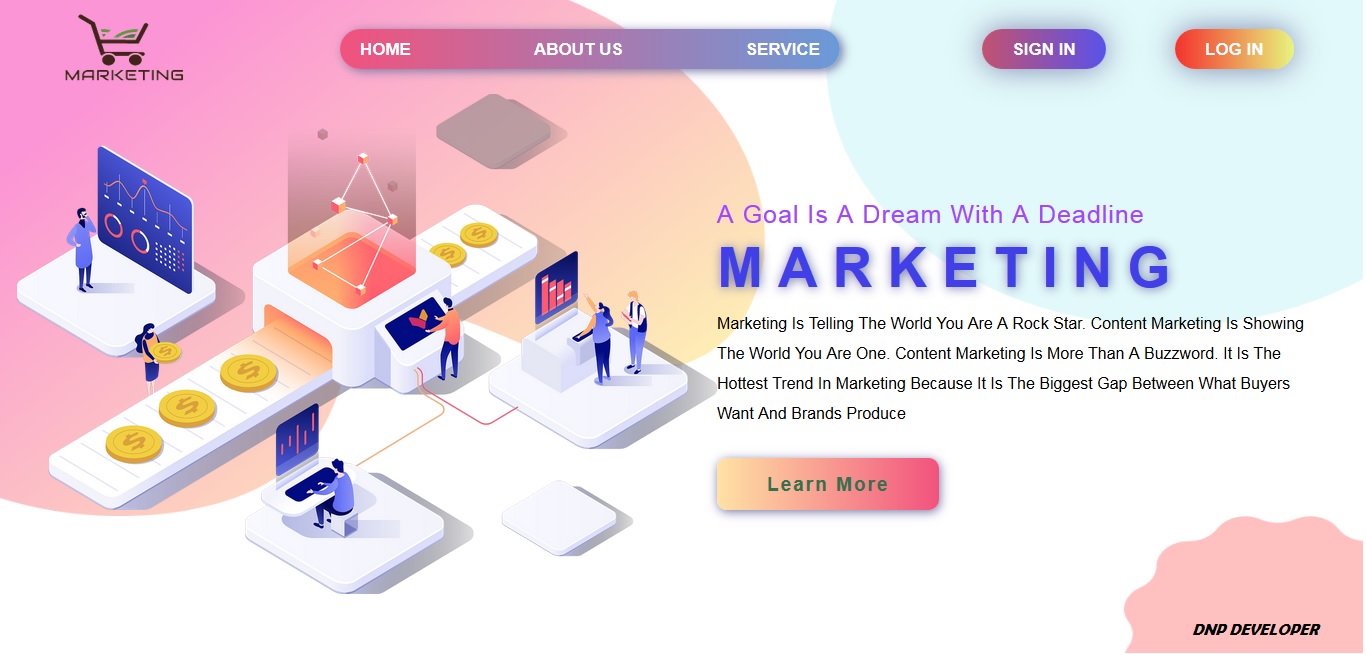 MARKETING
HOME ABOUT US SERVICE SIGN IN LOG IN
A Goal Is A Dream With A Deadline
MARKETING
Marketing Is Telling The World You Are A Rock Star. Content Marketing Is Showing
The World You Are One. Content Marketing Is More Than A Buzzword. It Is The
Hottest Trend In Marketing Because It Is The Biggest Gap Between What Buyers
Want And Brands Produce
Learn More
DNP DEVELOPER